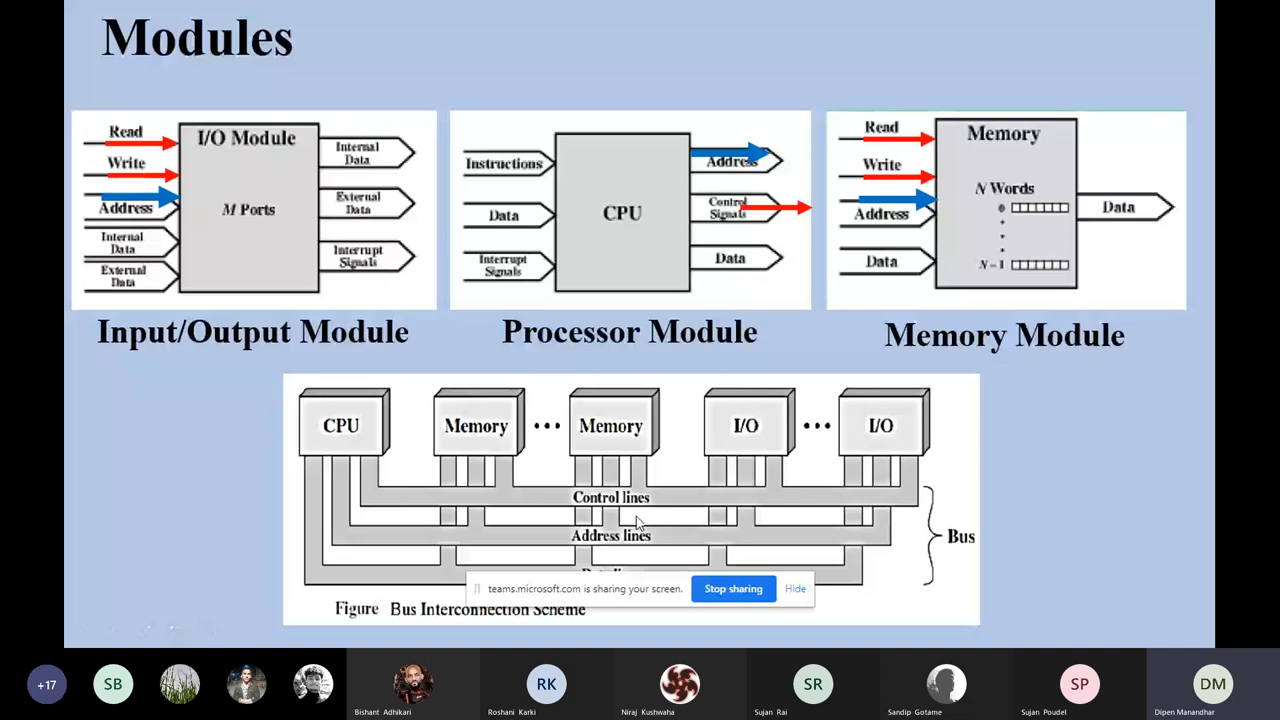 Modules
Read
Write
Address
Internal
Data
External
Data
I/O Module
M Ports
Internal
Data
External
Data
Interrupt
Signals
Input/Output Module
Instructions
Data
Interrupt
Signals
CPU
Address
Control
Signals
Data
Processor Module
Read
Write
Address
Data
Memory
N Words
0
N – 1
Data
Memory Module
CPU
Memory
Memory
I/O
I/O
Control lines
Address lines
Bus
teams.microsoft.com is sharing your screen.
Stop sharing
Hide
Figure Bus Interconnection Scheme
+17
SB
RK
SR
SP
DM
Bishant Adhikari
Roshani Karki
Niraj Kushwaha
Sujan Rai
Sandip Gotame
Sujan Poudel
Dipen Manandhar